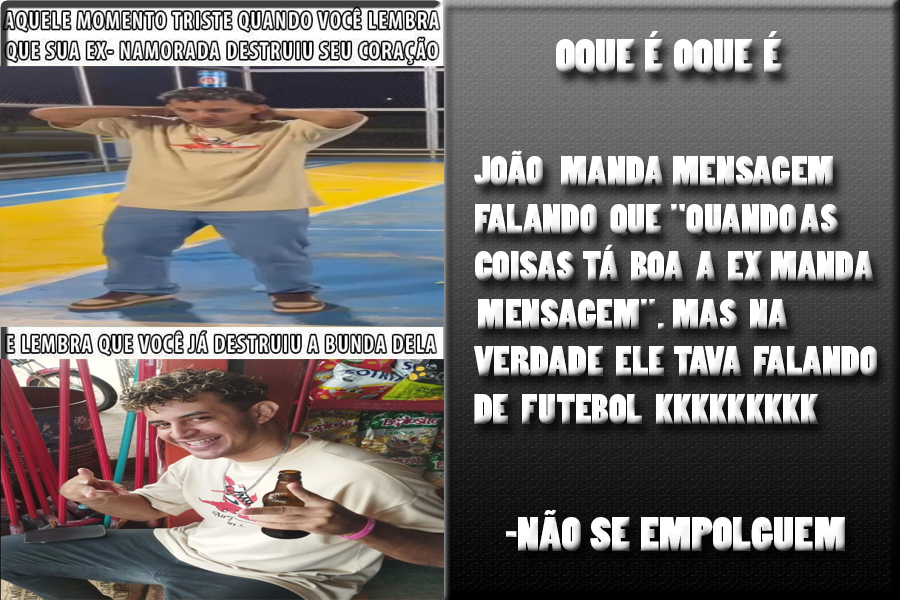 AQUELE MOMENTO TRISTE QUANDO VOCÊ LEMBRA
QUE SUA EX- NAMORADA DESTRUIU SEU CORAÇÃO
E LEMBRA QUE VOCÊ JÁ DESTRUIU A BUNDA DELA
OQUE É OQUE É
JOÃO MANDA MENSAGEM
FALANDO QUE "QUANDO AS
COISAS TÁ BOA A EX MANDA
MENSAGEM", MAS NA
VERDADE ELE TAVA FALANDO
DE FUTEBOL KKKKKKKKK
-NÃO SE EMPOLGUEM